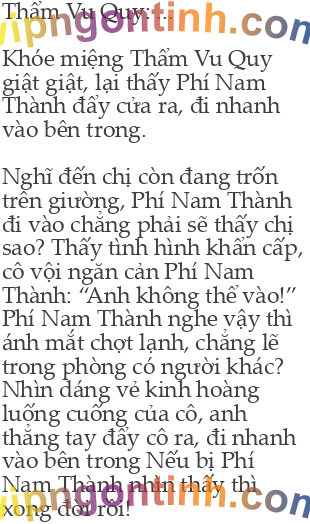 Thẩm Vu Quy: ...
vipngontinh.com
Khóe miệng Thẩm Vu Quy
giật giật, lại thấy Phí Nam
Thành đẩy cửa ra, đi nhanh
vào bên trong.
Nghĩ đến chị còn đang trốn
trên giường, Phí Nam Thành
đi vào chẳng phải sẽ thấy chị
sao? Thấy tình hình khẩn cấp,
cô vội ngăn cản Phí Nam
Thành: “Anh không thể vào!”
Phí Nam Thành nghe vậy thì
ánh mắt chợt lạnh, chẳng lẽ
trong phòng có người khác?
Nhìn dáng vẻ kinh hoàng
luống cuống của cô, anh
thẳng tay đẩy cô ra, đi nhanh
vào bên trong Nếu bị Phí
Nam Thành nhìn thấy thì
vipngontinh.com
xong đời rồi!